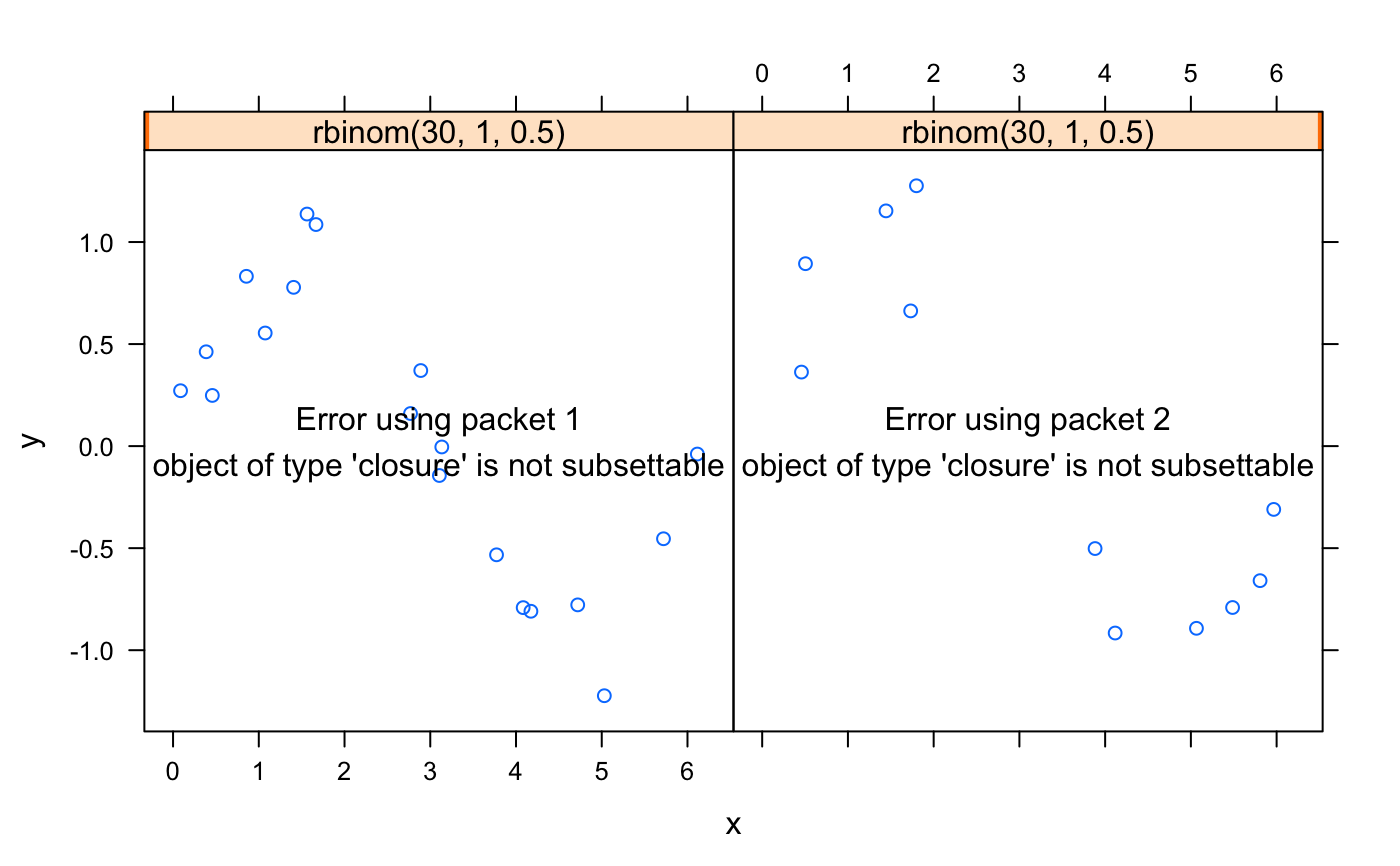 0 1 2 3 4 5 6
rbinom(30, 1, 0.5) rbinom(30, 1, 0.5)
1.0
0.5
Error using packet 1 Error using packet 2
0.0
object of type 'closure' is not subsettable object of type 'closure' is not subsettable
-0.5
-1.0
0 1 2 3 4 5 6
x
y